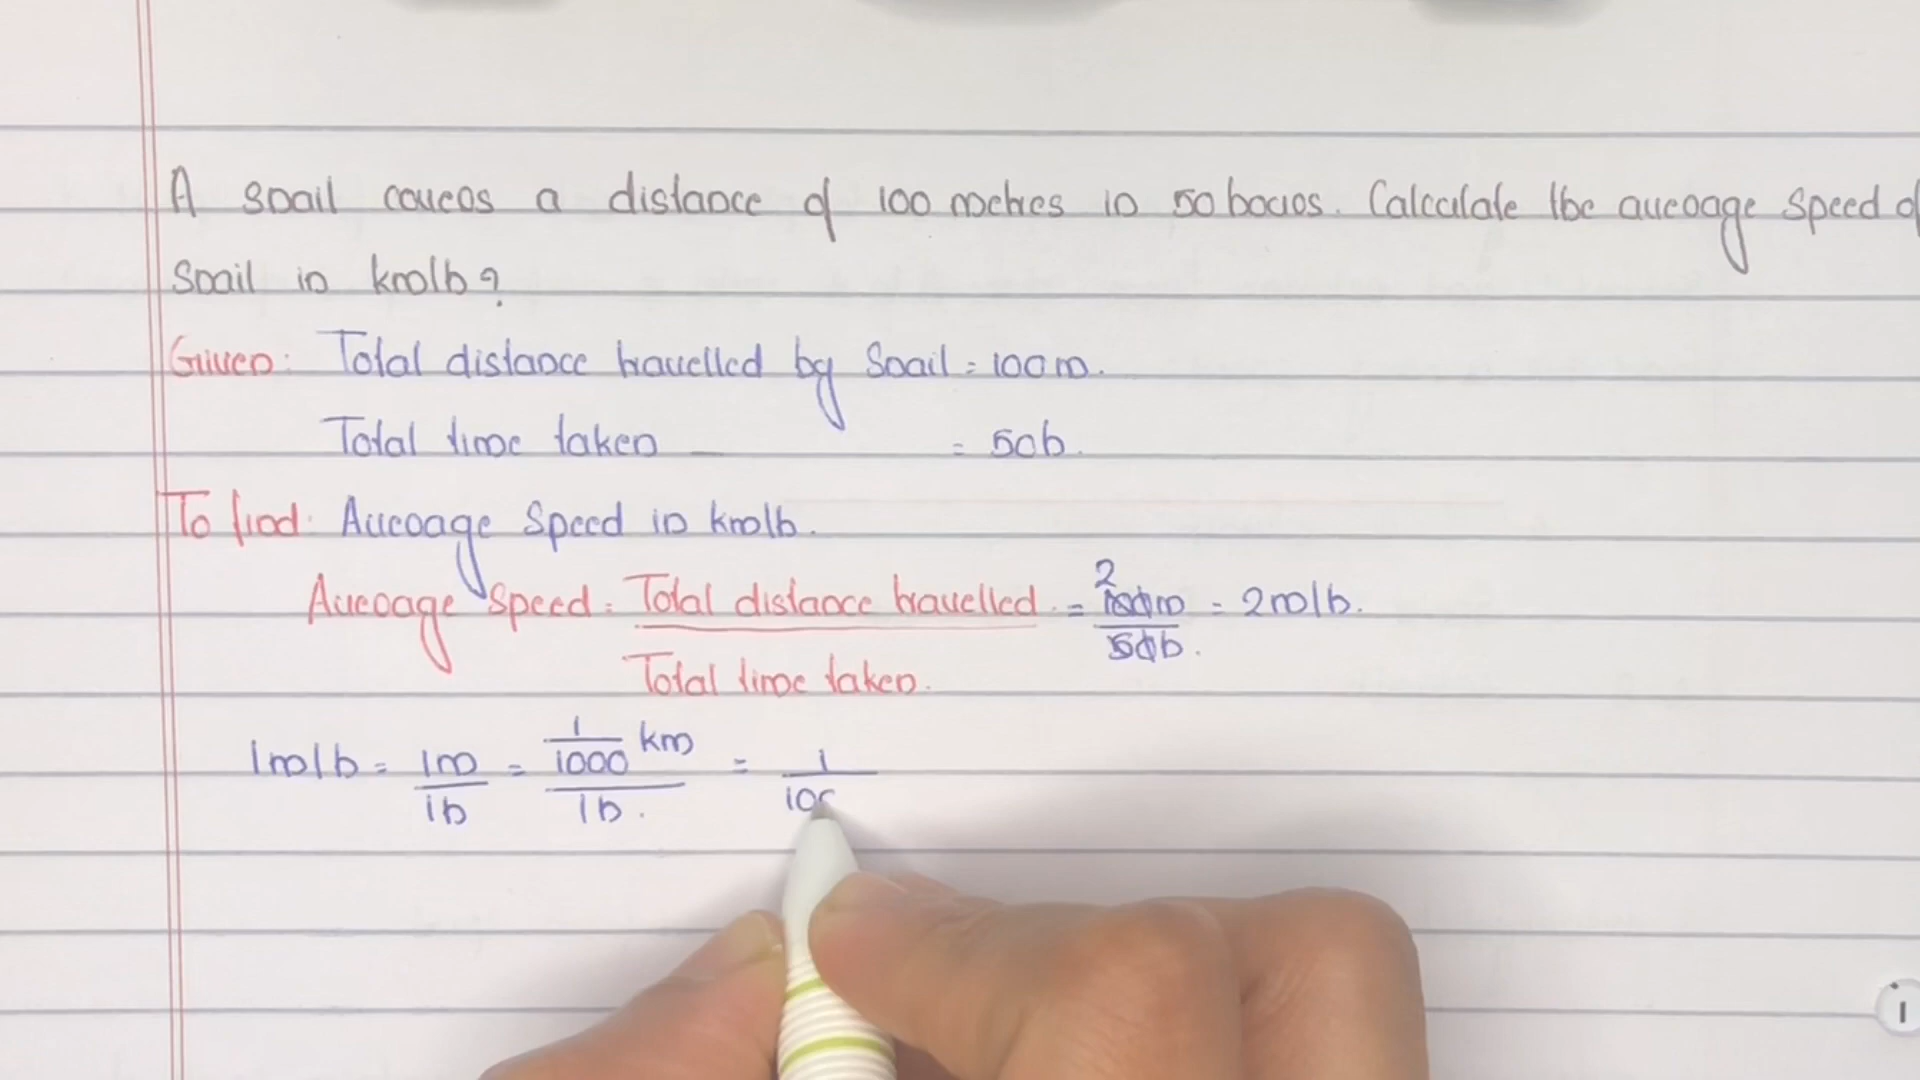 A snail covers a distance of 100 metres in 50 hours. Calculate the average speed of
snail in km/h?
Given: Total distance travelled by Snail = 100m.
Total time taken — = 50h.
To find: Average Speed in km/h.
Average Speed = Total distance travelled / Total time taken. = 2 100m / 50h. = 2m/h.
1m/h = 1m / 1h = 1/1000 km / 1h. = 1 / 100
1